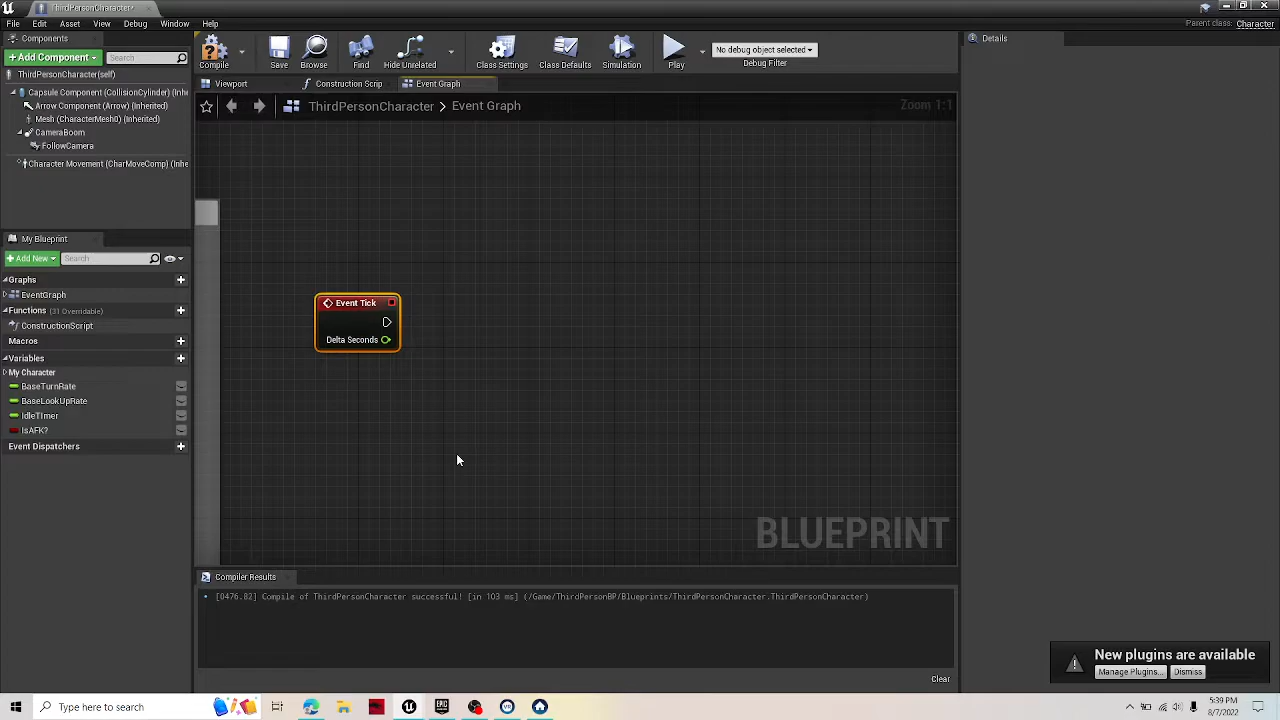 ThirdPersonCharacter*
File Edit Asset View Debug Window Help
Parent class: Character
Components
+ Add Component
Search
ThirdPersonCharacter(self)
Capsule Component (CollisionCylinder) (Inhe
Arrow Component (Arrow) (Inherited)
Mesh (CharacterMesh0) (Inherited)
CameraBoom
FollowCamera
Character Movement (CharMoveComp) (Inhe
Compile
Save
Browse
Find
Hide Unrelated
Class Settings
Class Defaults
Simulation
Play
No debug object selected
Debug Filter
Viewport
Construction Scrip
Event Graph
ThirdPersonCharacter > Event Graph
Zoom 1:1
Details
My Blueprint
+ Add New
Search
Graphs
EventGraph
Functions (31 Overridable)
ConstructionScript
Macros
Variables
My Character
BaseTurnRate
BaseLookUpRate
IdleTImer
IsAFK?
Event Dispatchers
Event Tick
Delta Seconds
BLUEPRINT
Compiler Results
[0476.82] Compile of ThirdPersonCharacter successful! [in 103 ms] (/Game/ThirdPersonBP/Blueprints/ThirdPersonCharacter.ThirdPersonCharacter)
Clear
New plugins are available
Manage Plugins...
Dismiss
Type here to search
5:39 PM
8/7/2022